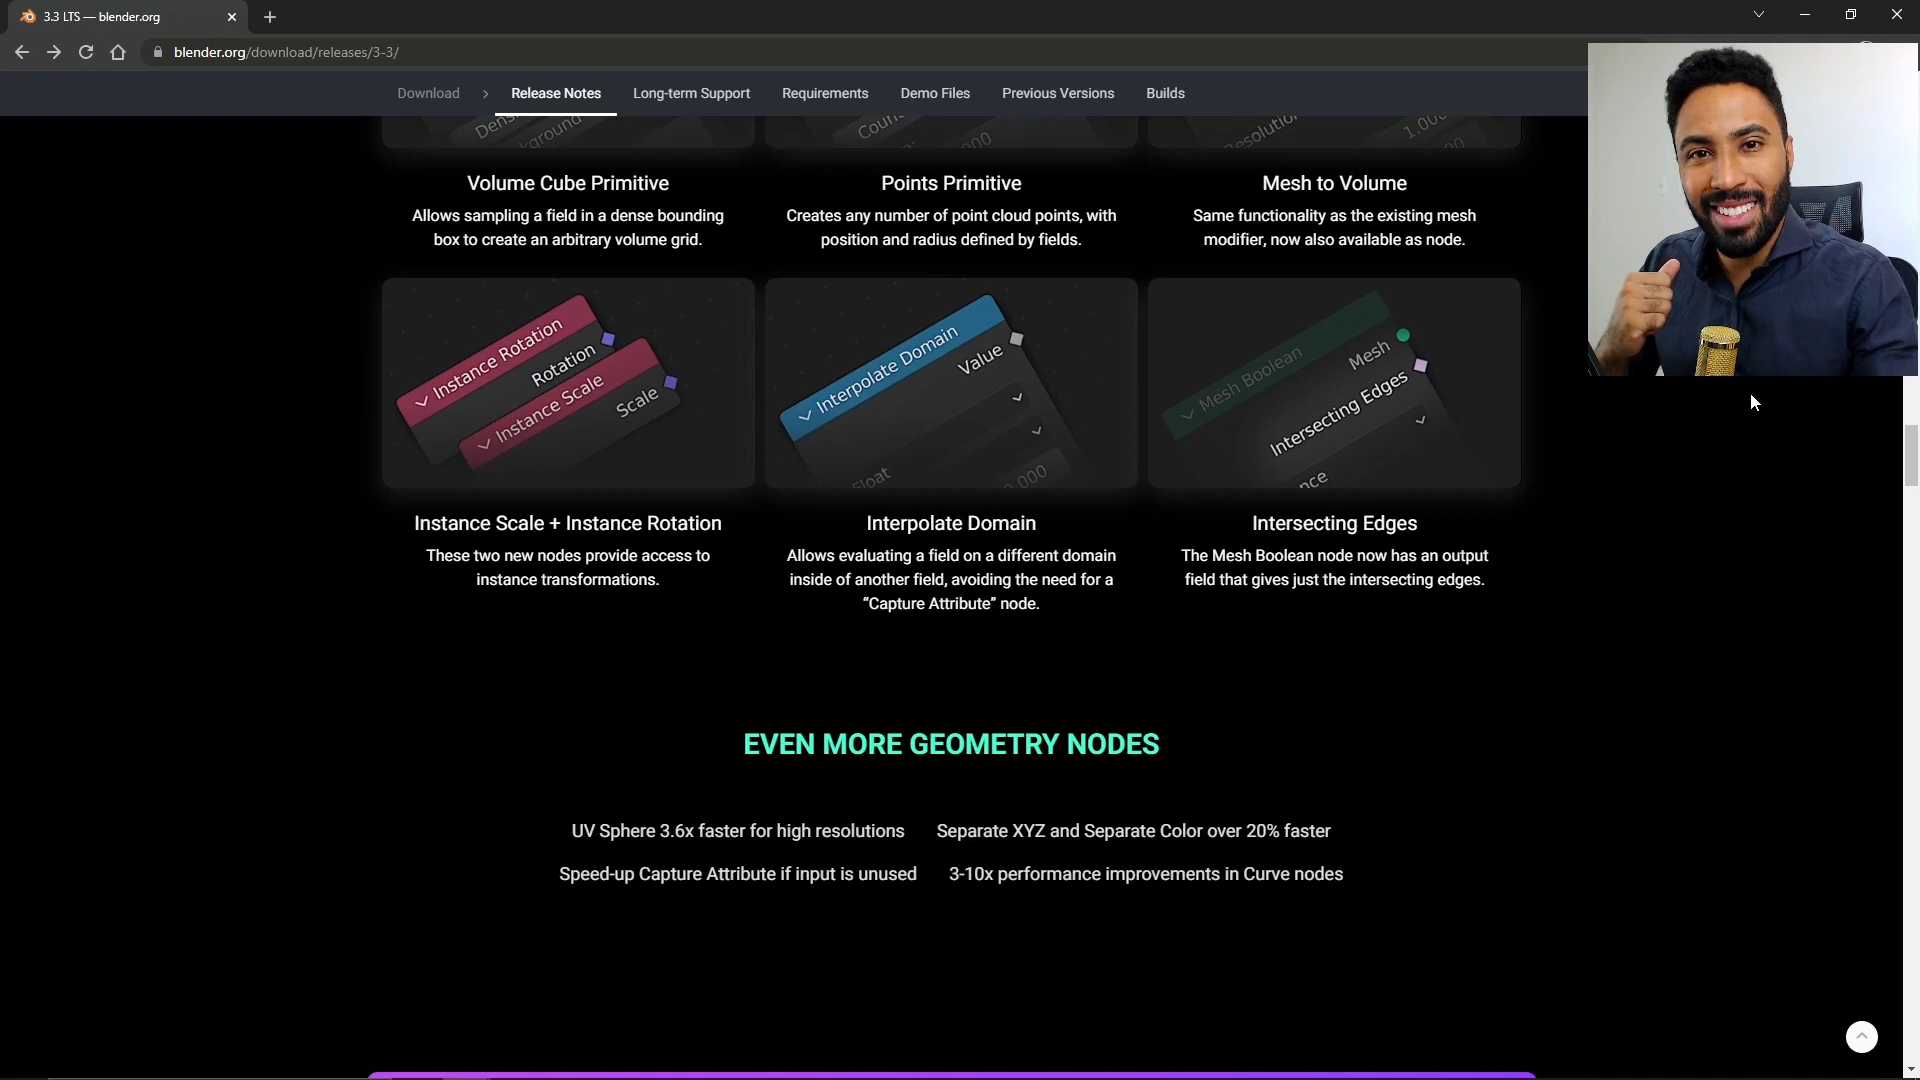 3.3 LTS — blender.org
blender.org/download/releases/3-3/
Download
Release Notes
Long-term Support
Requirements
Demo Files
Previous Versions
Builds
Volume Cube Primitive
Allows sampling a field in a dense bounding
box to create an arbitrary volume grid.
Points Primitive
Creates any number of point cloud points, with
position and radius defined by fields.
Mesh to Volume
1.000
Same functionality as the existing mesh
modifier, now also available as node.
Instance Rotation
Rotation
Instance Scale
Scale
Interpolate Domain
Value
Float
Mesh Boolean
Mesh
Intersecting Edges
Instance Scale + Instance Rotation
These two new nodes provide access to
instance transformations.
Interpolate Domain
Allows evaluating a field on a different domain
inside of another field, avoiding the need for a
“Capture Attribute” node.
Intersecting Edges
The Mesh Boolean node now has an output
field that gives just the intersecting edges.
EVEN MORE GEOMETRY NODES
UV Sphere 3.6x faster for high resolutions
Separate XYZ and Separate Color over 20% faster
Speed-up Capture Attribute if input is unused
3-10x performance improvements in Curve nodes